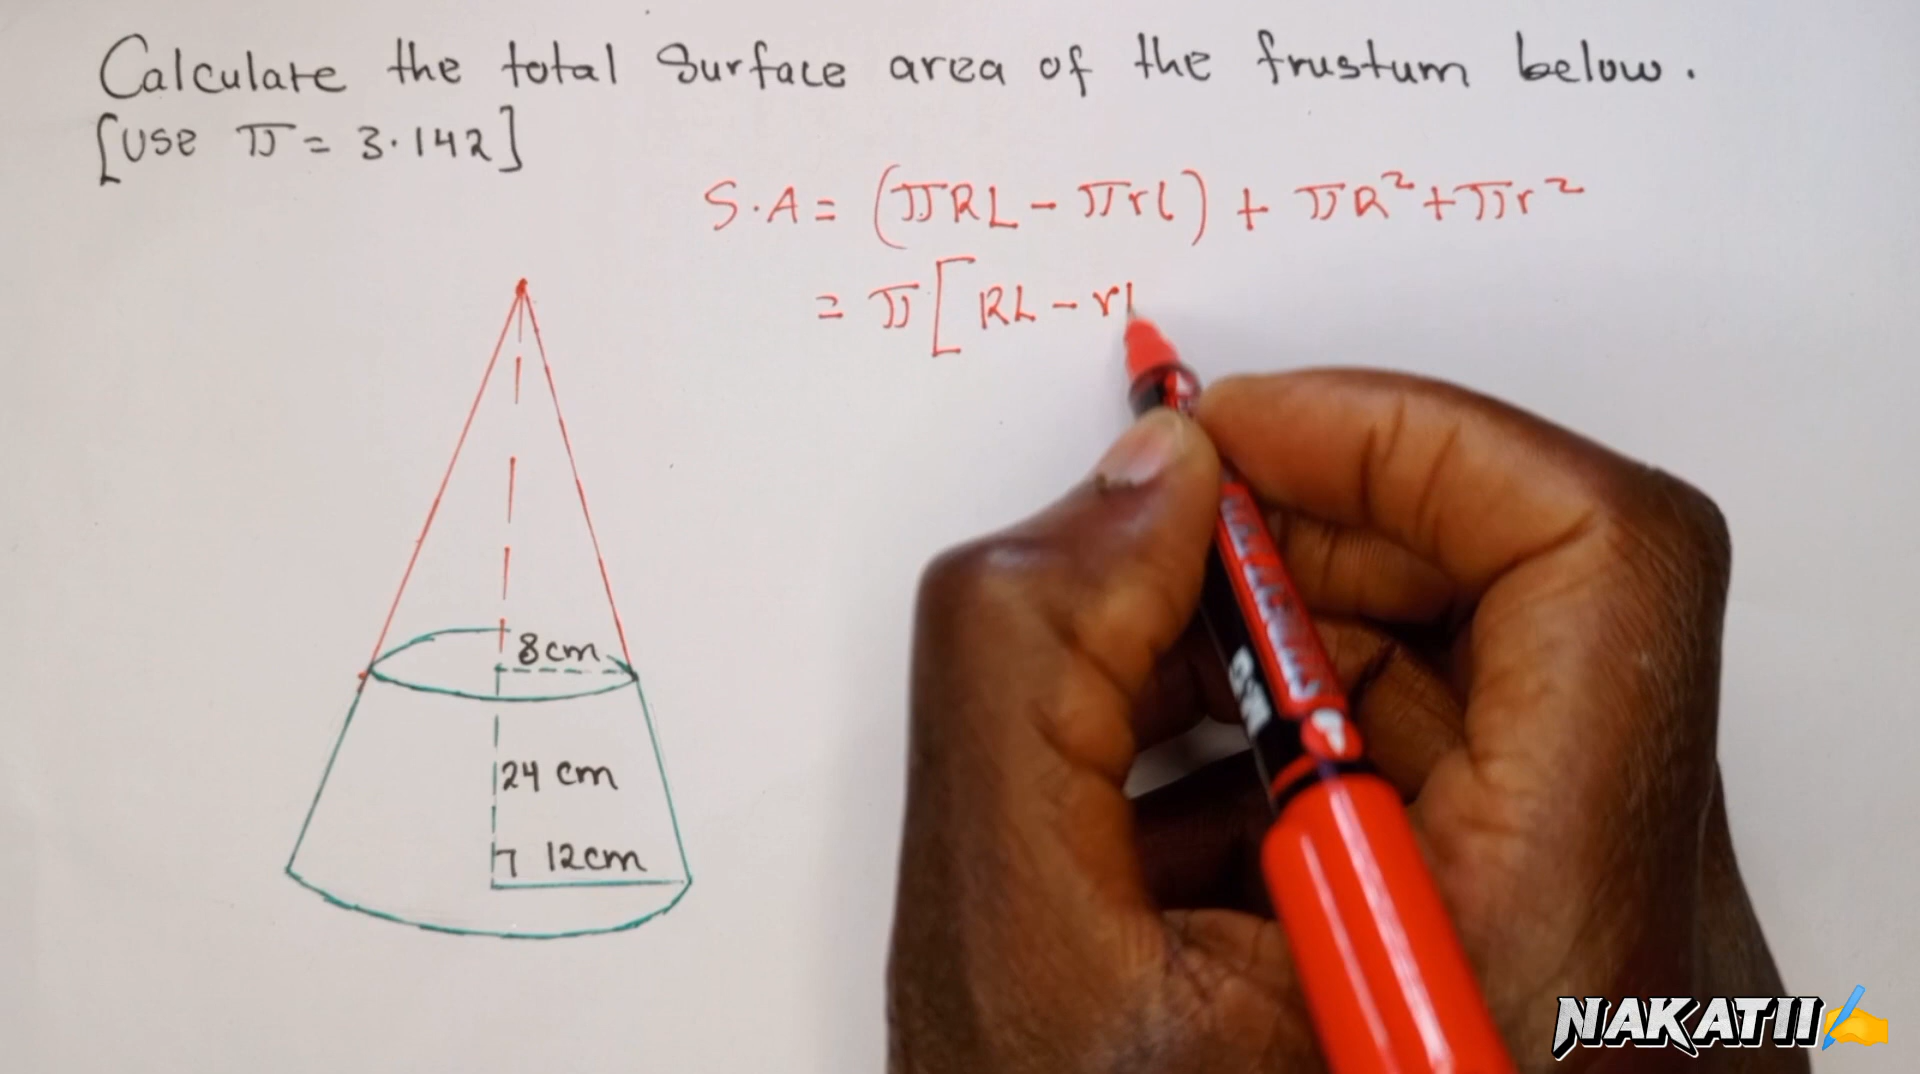 Calculate the total Surface area of the frustum below.
[Use π = 3.142]
S.A = (πRL - πrl) + πR² + πr²
= π[RL - rl
8cm
24 cm
12cm
NAKATII